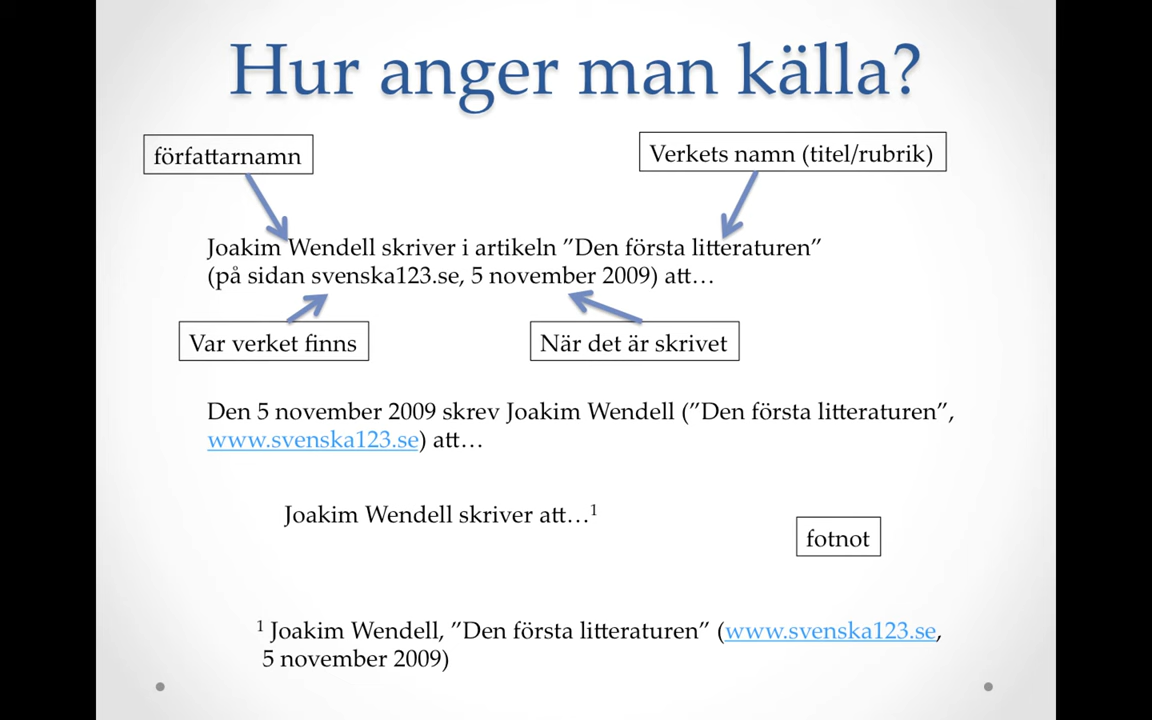 Hur anger man källa?
författarnamn
Verkets namn (titel/rubrik)
Joakim Wendell skriver i artikeln ”Den första litteraturen”
(på sidan svenska123.se, 5 november 2009) att…
Var verket finns
När det är skrivet
Den 5 november 2009 skrev Joakim Wendell (”Den första litteraturen”,
www.svenska123.se) att…
Joakim Wendell skriver att…¹
fotnot
¹ Joakim Wendell, ”Den första litteraturen” (www.svenska123.se,
5 november 2009)